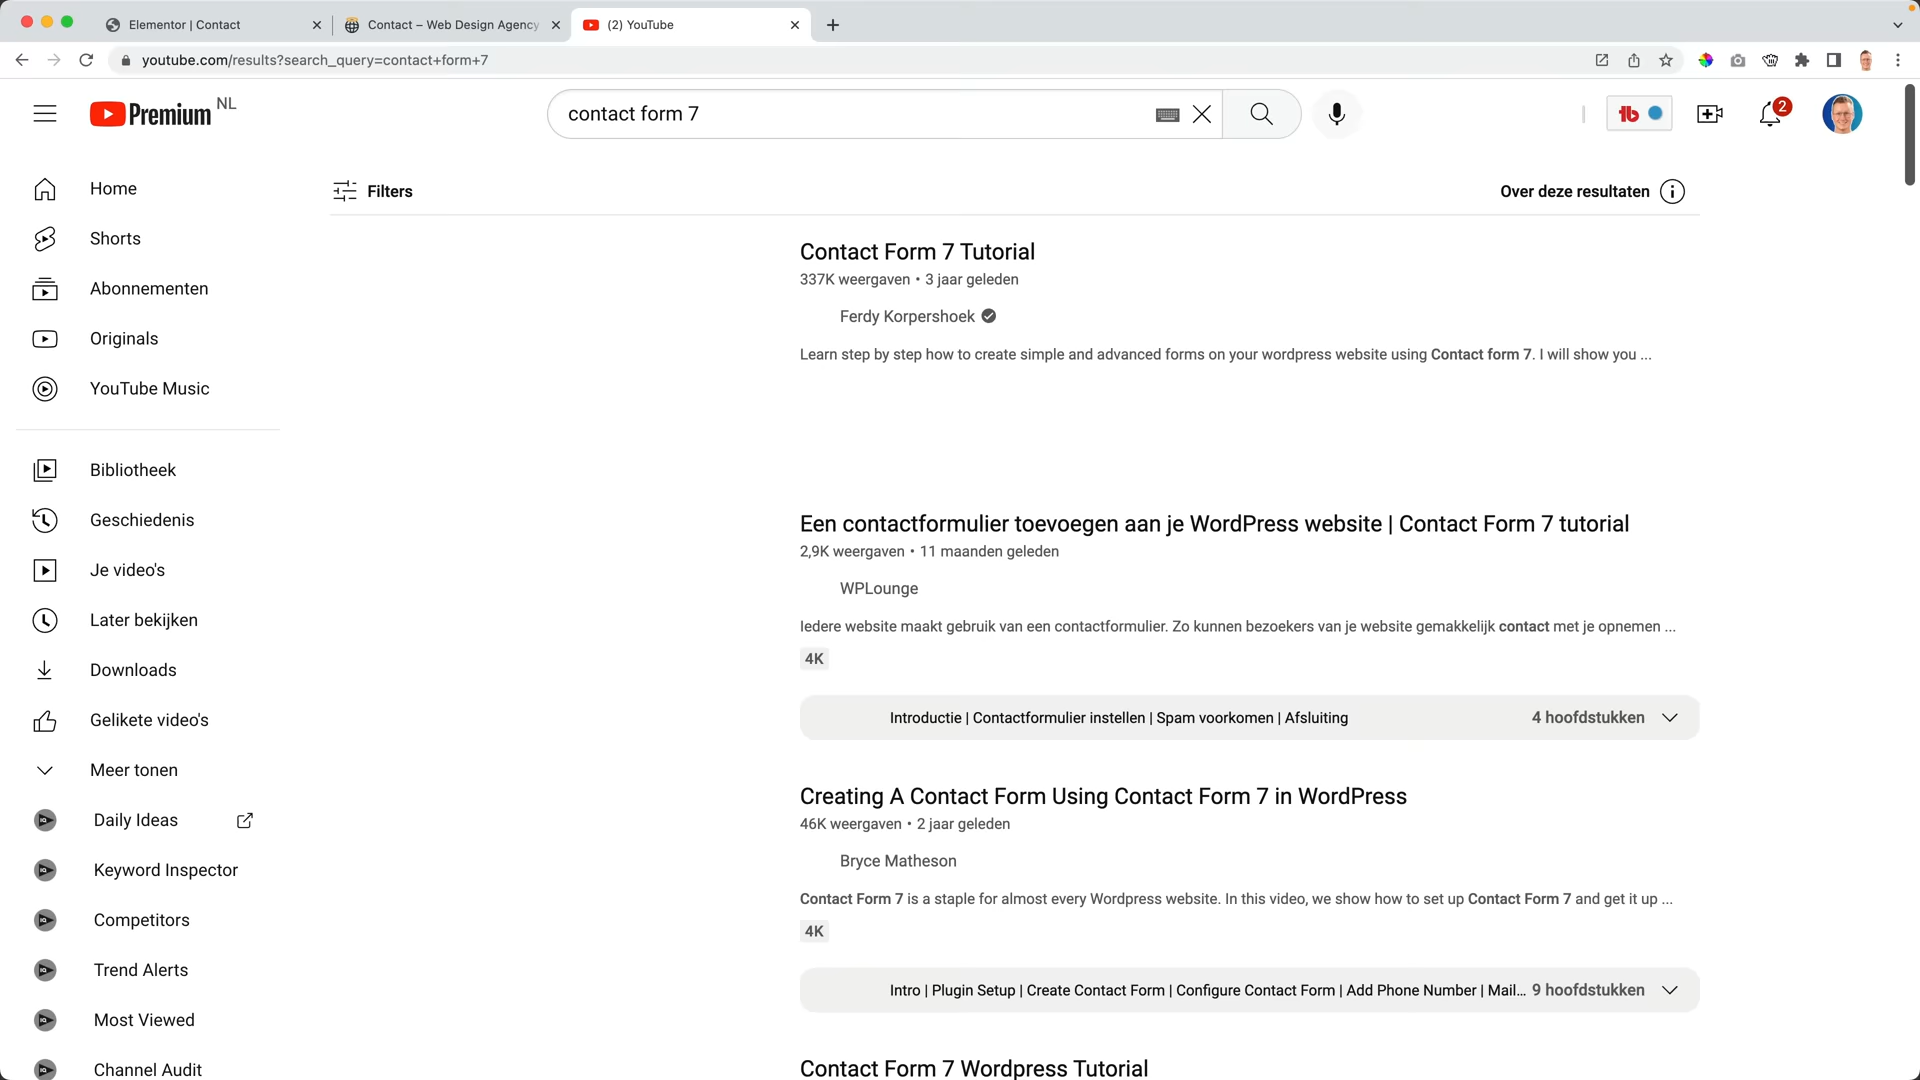 Elementor | Contact
Contact – Web Design Agency
(2) YouTube
youtube.com/results?search_query=contact+form+7
Premium NL
contact form 7
2
Home
Shorts
Abonnementen
Originals
YouTube Music
Bibliotheek
Geschiedenis
Je video's
Later bekijken
Downloads
Gelikete video's
Meer tonen
Daily Ideas
Keyword Inspector
Competitors
Trend Alerts
Most Viewed
Channel Audit
Filters
Over deze resultaten
Contact Form 7 Tutorial
337K weergaven • 3 jaar geleden
Ferdy Korpershoek
Learn step by step how to create simple and advanced forms on your wordpress website using Contact form 7. I will show you ...
Een contactformulier toevoegen aan je WordPress website | Contact Form 7 tutorial
2,9K weergaven • 11 maanden geleden
WPLounge
Iedere website maakt gebruik van een contactformulier. Zo kunnen bezoekers van je website gemakkelijk contact met je opnemen ...
4K
Introductie | Contactformulier instellen | Spam voorkomen | Afsluiting 4 hoofdstukken
Creating A Contact Form Using Contact Form 7 in WordPress
46K weergaven • 2 jaar geleden
Bryce Matheson
Contact Form 7 is a staple for almost every Wordpress website. In this video, we show how to set up Contact Form 7 and get it up ...
4K
Intro | Plugin Setup | Create Contact Form | Configure Contact Form | Add Phone Number | Mail... 9 hoofdstukken
Contact Form 7 Wordpress Tutorial